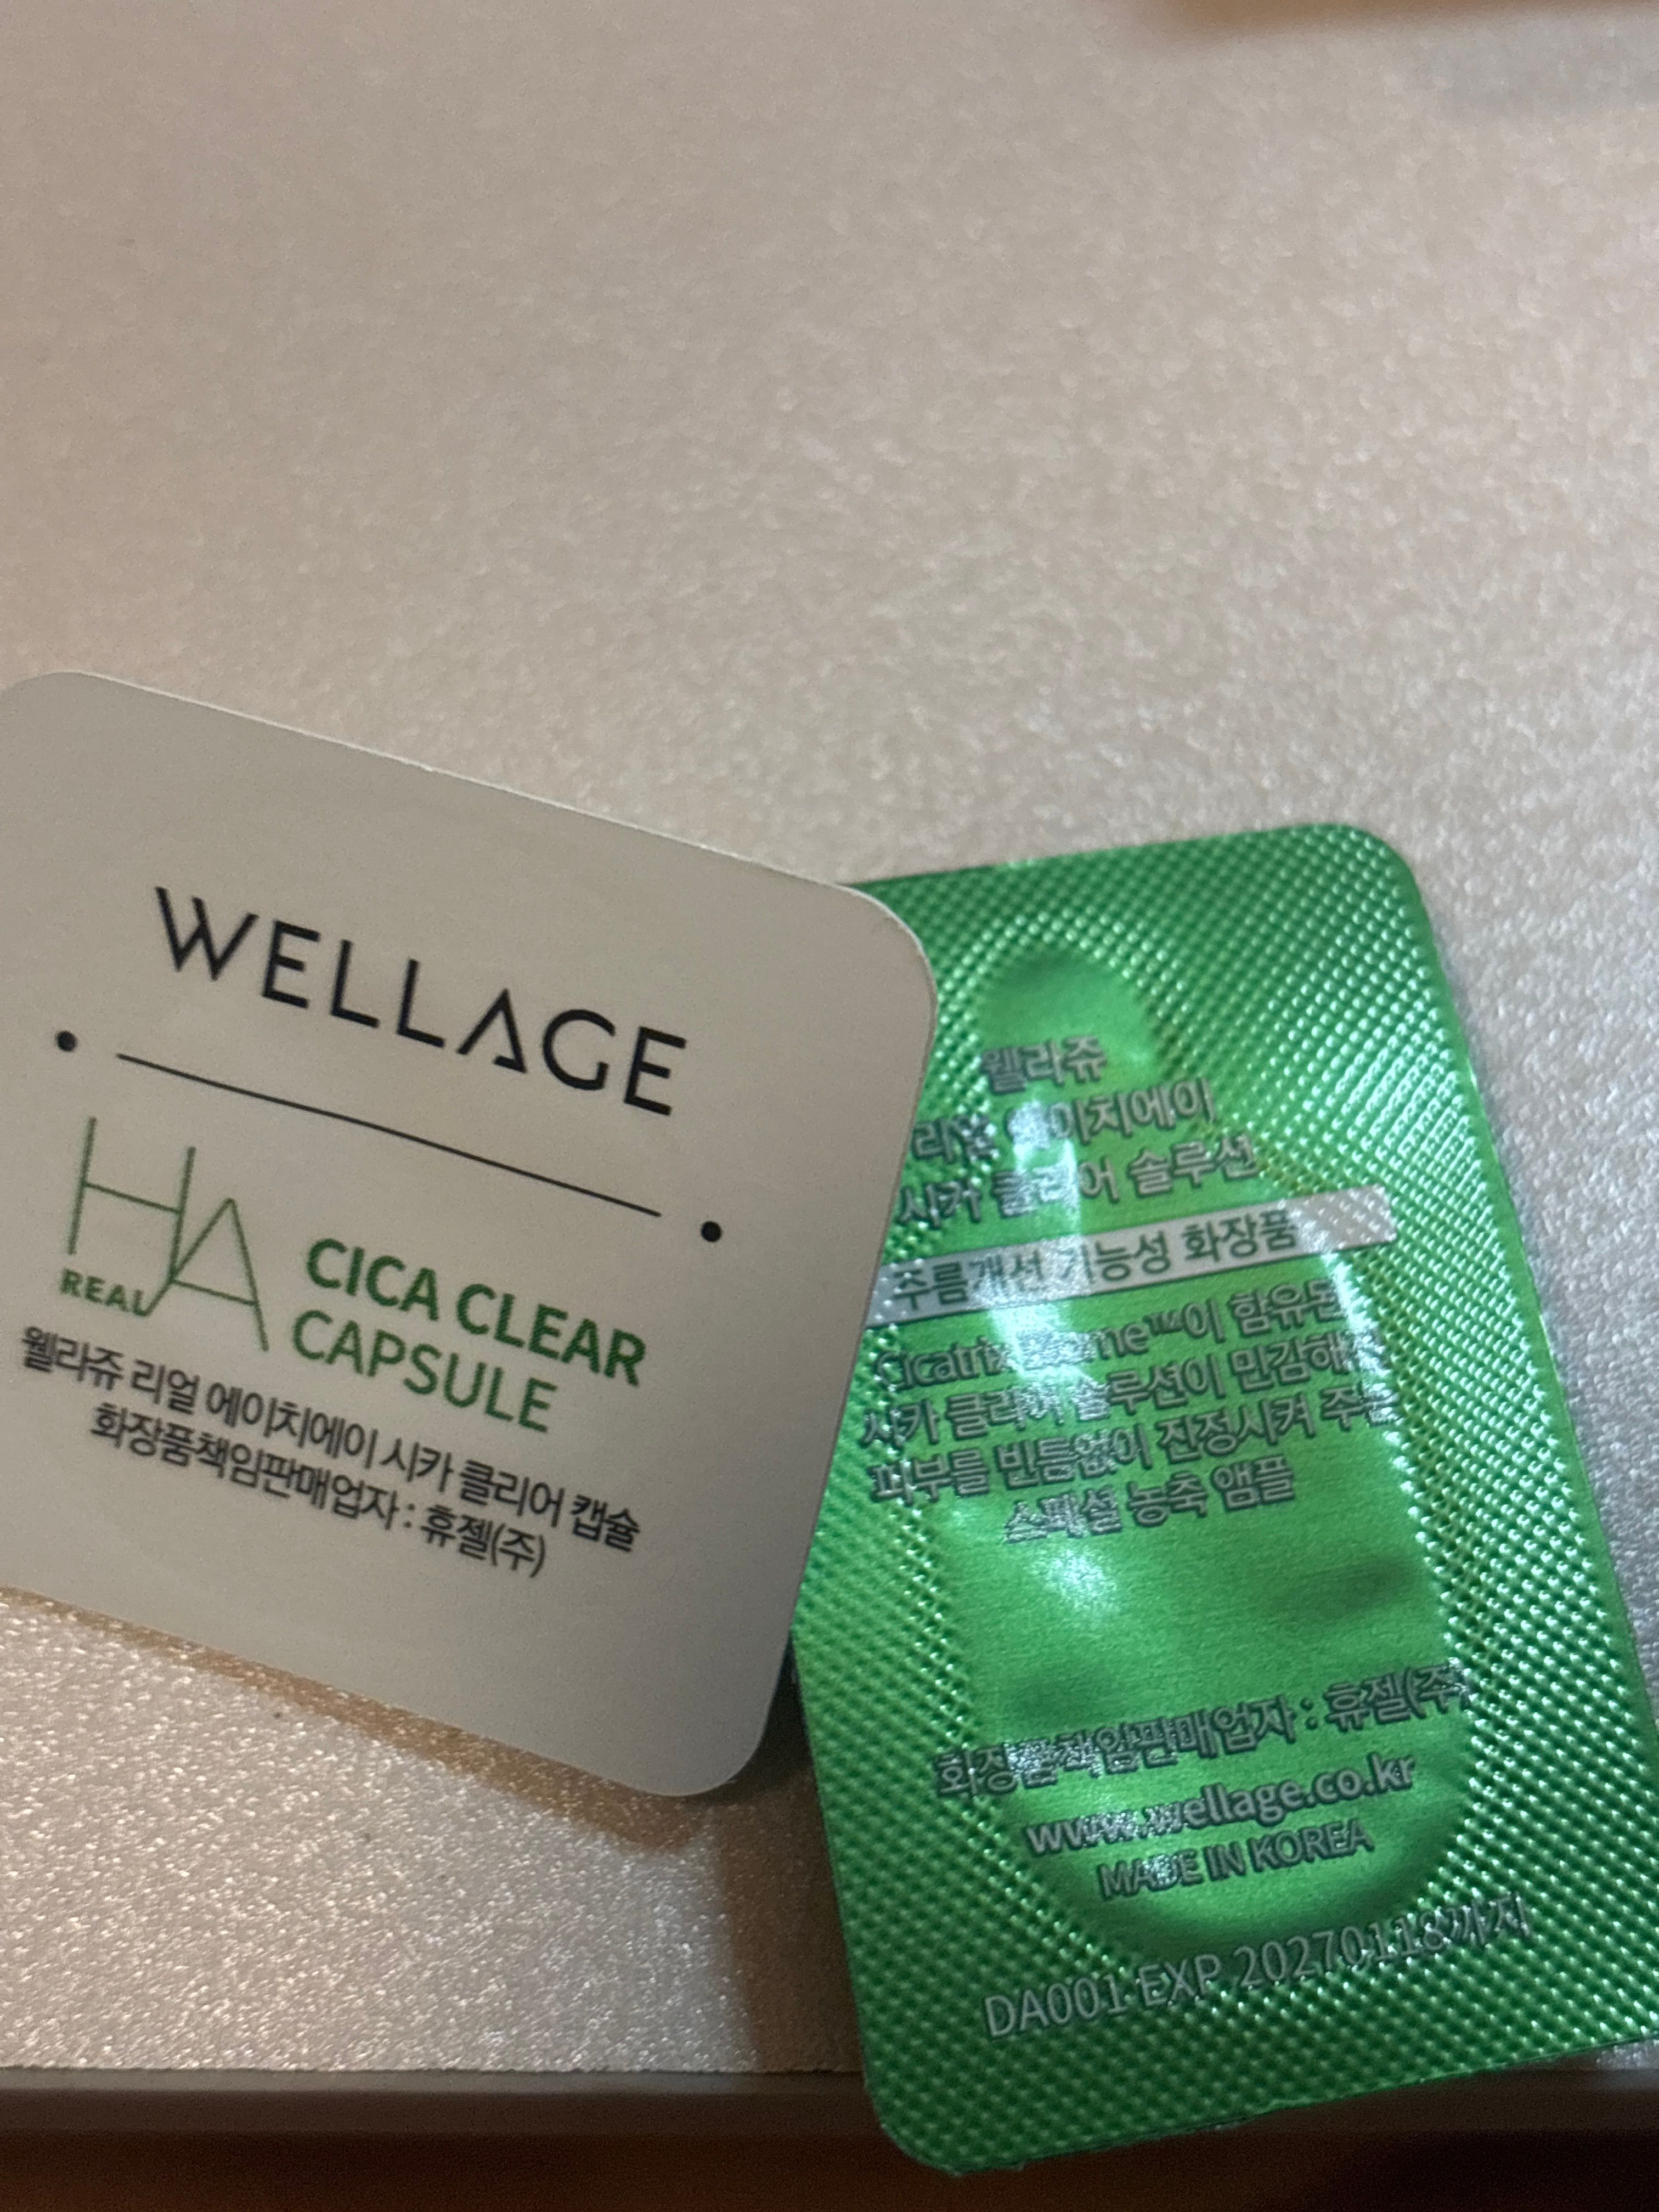 WELLAGE
HA
REAL
CICA CLEAR
CAPSULE
웰라쥬 리얼 에이치에이 시카 클리어 캡슐
화장품책임판매업자 : 휴젤(주)
웰라쥬
리얼 에이치에이
시카 클리어 솔루션
주름개선 기능성 화장품
이 함유된
시카 클리어 솔루션이 민감해진
피부를 빈틈없이 진정시켜 주는
스페셜 농축 앰플
화장품책임판매업자 : 휴젤(주)
www.wellage.co.kr
MADE IN KOREA
DA001 EXP 20270118까지